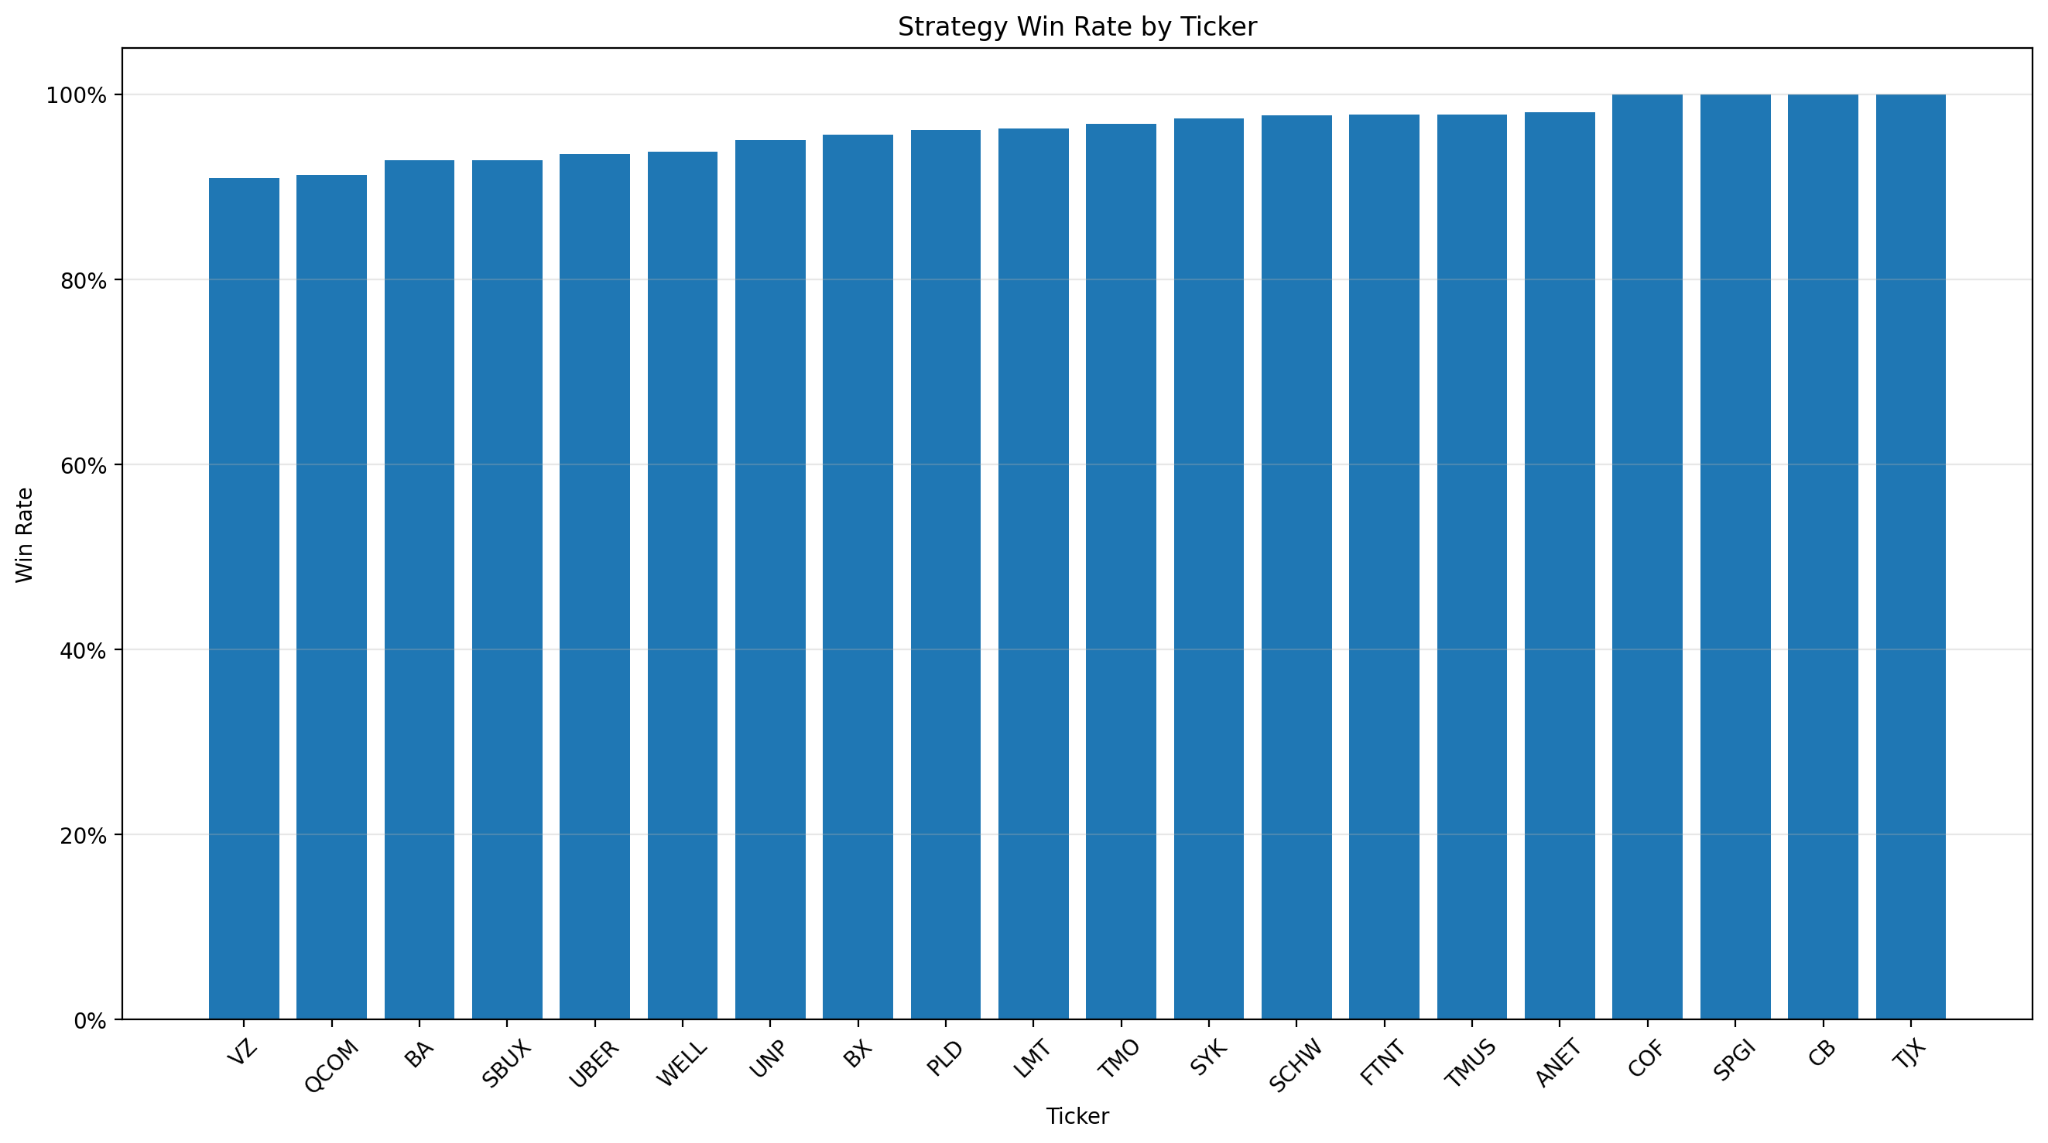 Strategy Win Rate by Ticker
Win Rate
100%
80%
60%
40%
20%
0%
VZ
QCOM
BA
SBUX
UBER
WELL
UNP
BX
PLD
LMT
TMO
SYK
SCHW
FTNT
TMUS
ANET
COF
SPGI
CB
TJX
Ticker